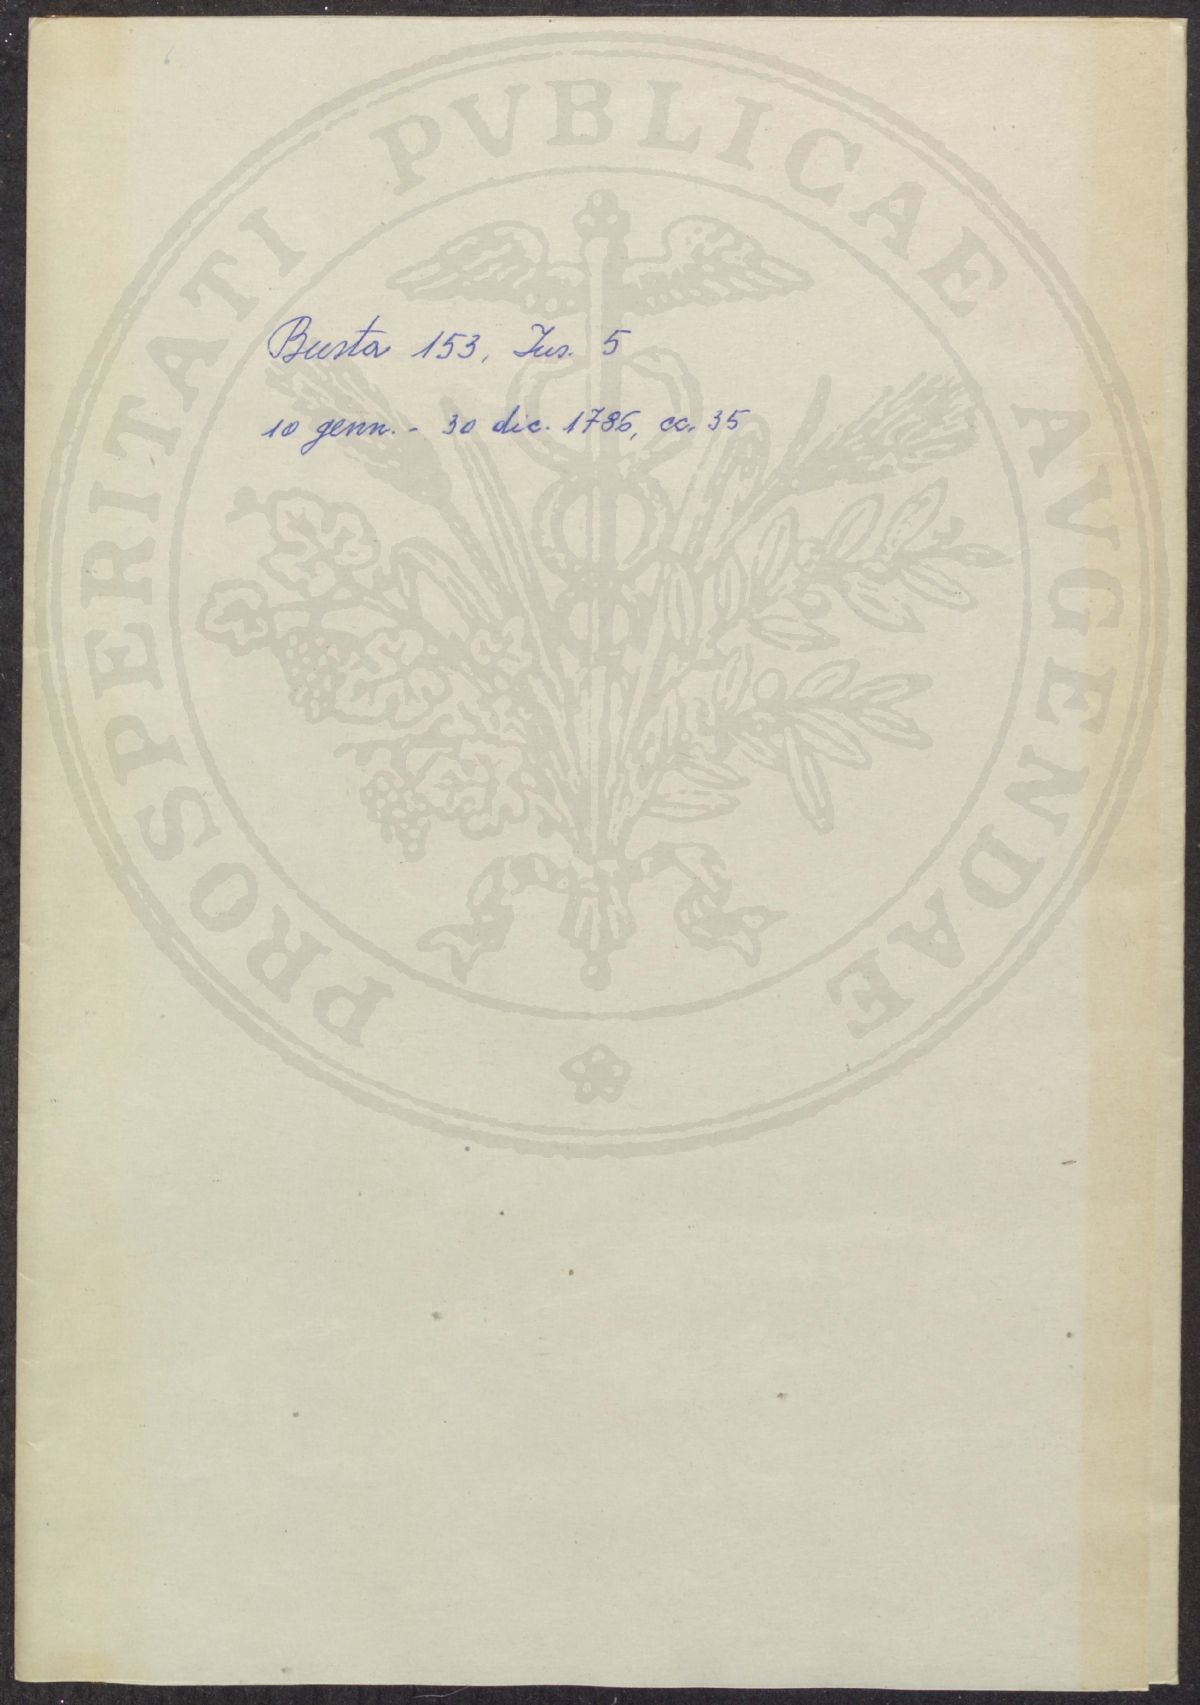 PROSPERITATI PVBLICAE AVGENDAE
Busta 153, Ins. 5
10 genn. - 30 dic. 1786, cc. 35